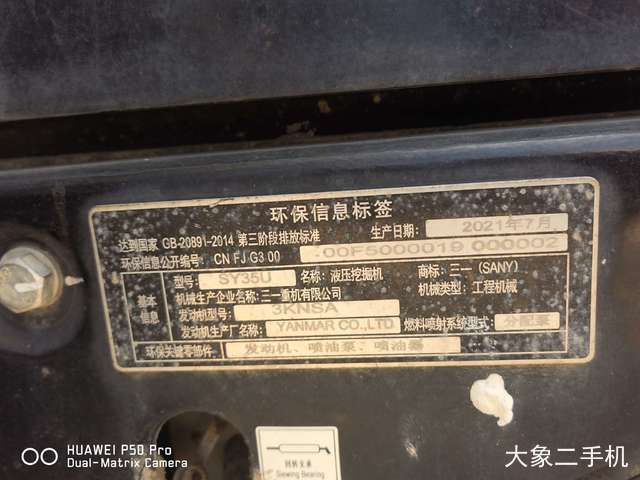 环保信息标签
达到国家 GB 20891-2014 第三阶段排放标准 生产日期: 2021年7月
环保信息公开编号: CN FJ G3 00 00F5000019 000002
基本信息
SY35U 名称: 液压挖掘机 商标: 三一 (SANY)
机械生产企业名称: 三一重机有限公司 机械类型: 工程机械
发动机型号: 3KNSA
发动机生产厂名称: YANMAR CO.,LTD 燃料喷射系统型式: 分配泵
环保关键零部件: 发动机、喷油泵、喷油器
回转支承
Slewing Bearing
HUAWEI P50 Pro
Dual-Matrix Camera
大象二手机